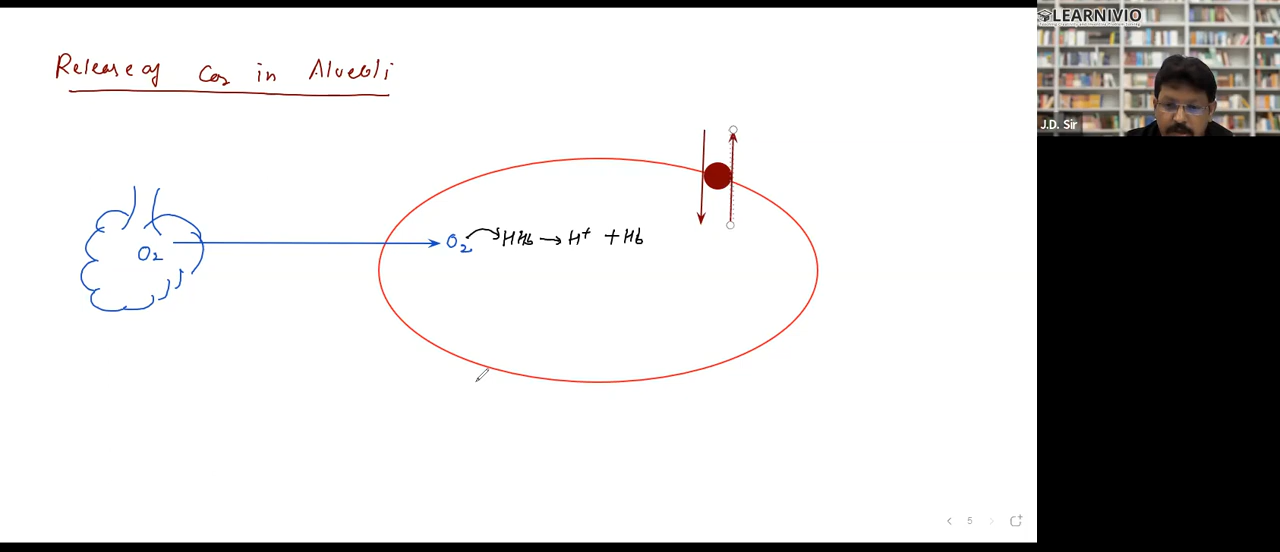 Release of CO2 in Alveoli
O2
O2 HHb → H+ + Hb
LEARNIVIO
J.D. Sir
5